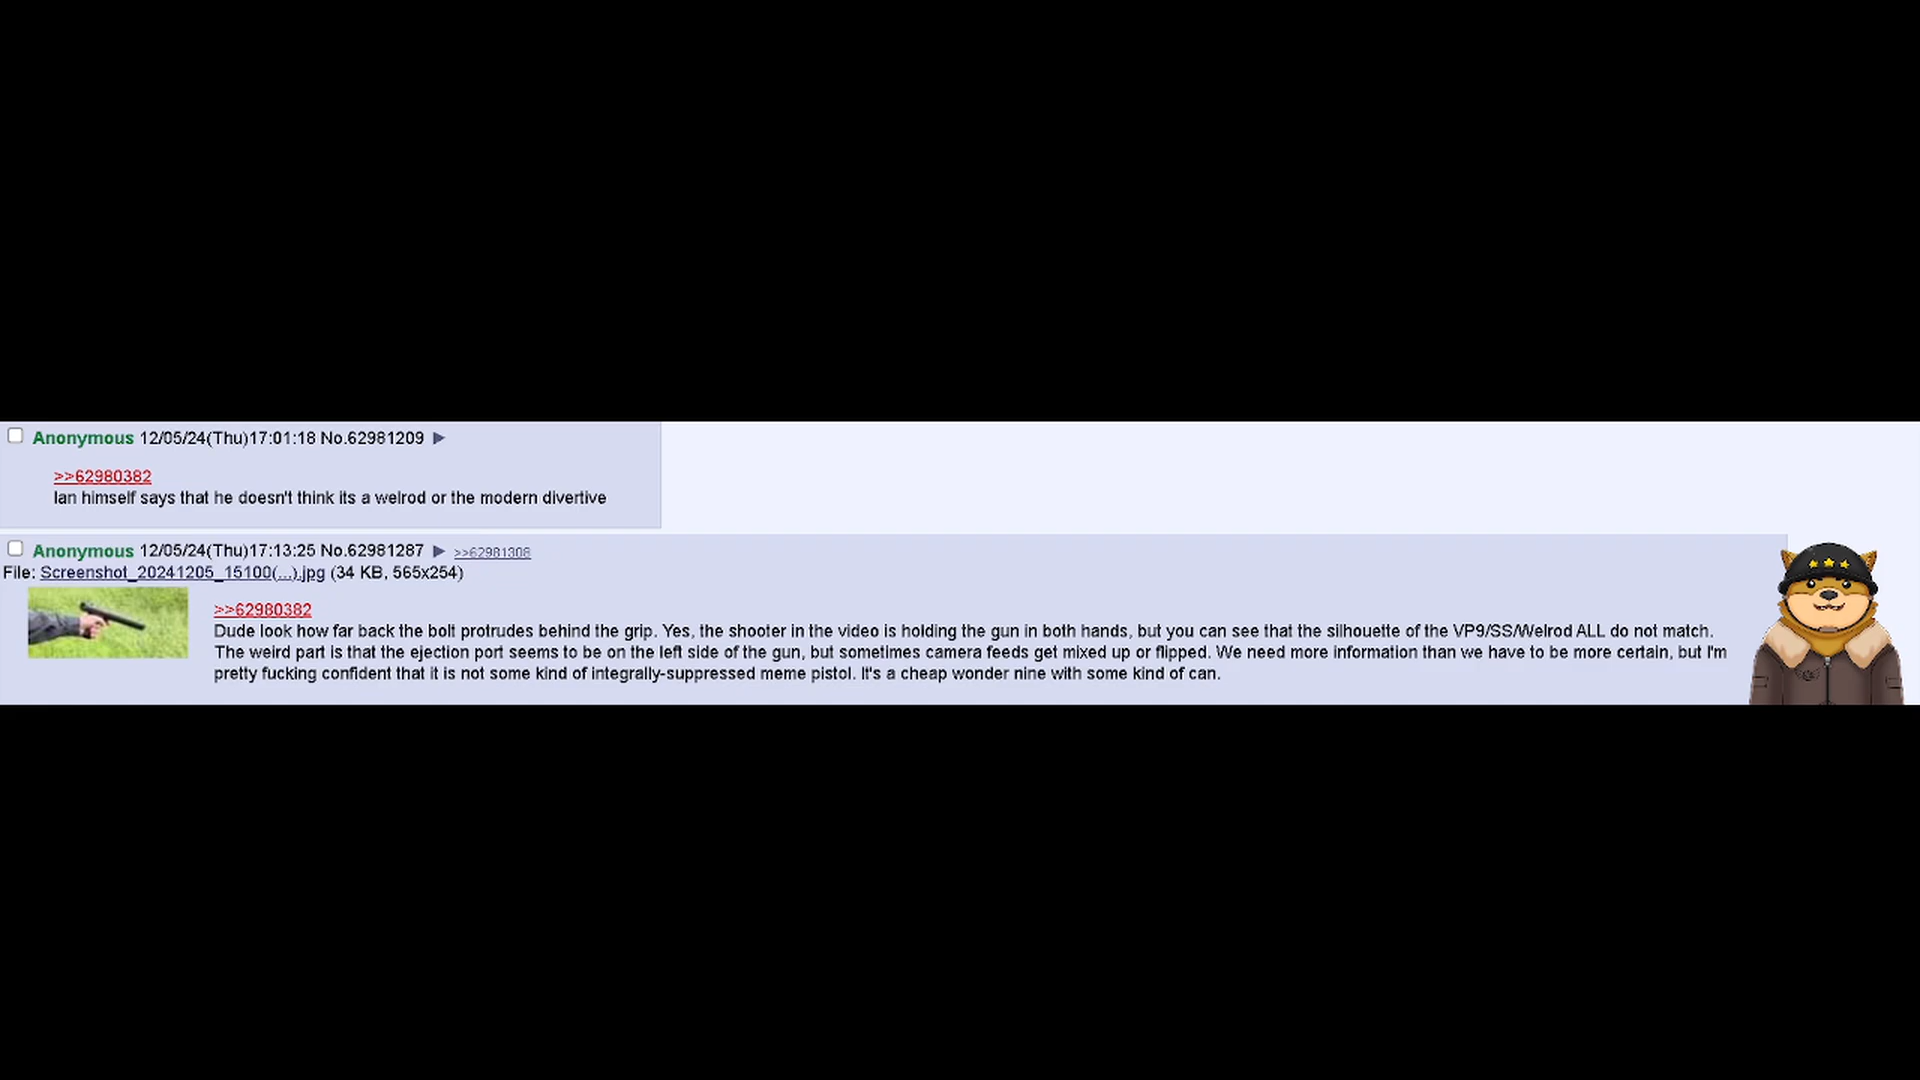 Anonymous 12/05/24(Thu)17:01:18 No.62981209 ▶
>>62980382
Ian himself says that he doesn't think its a welrod or the modern divertive
Anonymous 12/05/24(Thu)17:13:25 No.62981287 ▶ >>62981308
File: Screenshot_20241205_15100(...).jpg (34 KB, 565x254)
>>62980382
Dude look how far back the bolt protrudes behind the grip. Yes, the shooter in the video is holding the gun in both hands, but you can see that the silhouette of the VP9/SS/Welrod ALL do not match.
The weird part is that the ejection port seems to be on the left side of the gun, but sometimes camera feeds get mixed up or flipped. We need more information than we have to be more certain, but I'm
pretty fucking confident that it is not some kind of integrally-suppressed meme pistol. It's a cheap wonder nine with some kind of can.